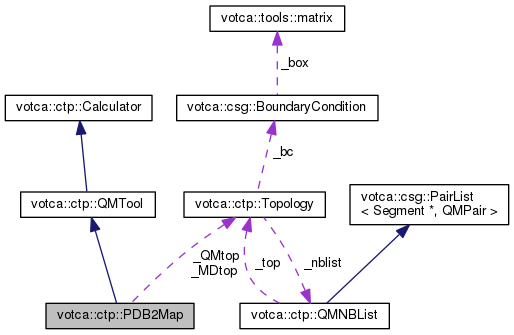 votca::tools::matrix
_box
votca::ctp::Calculator
votca::csg::BoundaryCondition
_bc
votca::ctp::QMTool
votca::ctp::Topology
votca::csg::PairList
< Segment *, QMPair >
_QMtop
_MDtop
_top
_nblist
votca::ctp::PDB2Map
votca::ctp::QMNBList